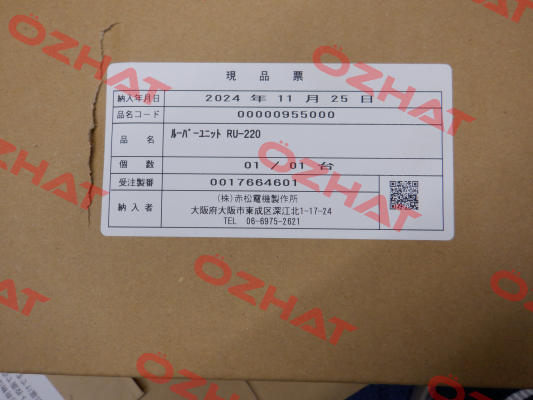 現品票
納入年月日 2024 年 11 月 25 日
品名コード 00000955000
品名 ﾙｰﾊﾞｰﾕﾆｯﾄ RU-220
個数 01 / 01 台
受注製番 0017664601
納入者 (株)赤松電機製作所
大阪府大阪市東成区深江北1-17-24
TEL 06-6975-2621
OZHAT
OZHAT
OZHAT
OZHAT
OZHAT
OZHAT
OZHAT
OZHAT